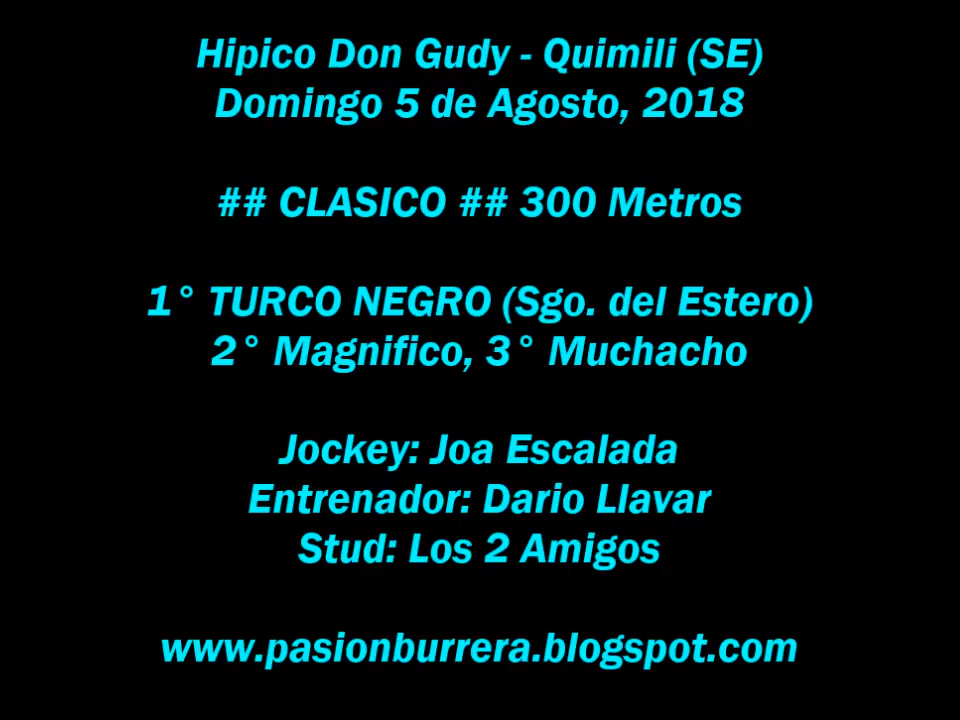 Hipico Don Gudy - Quimili (SE)
Domingo 5 de Agosto, 2018
## CLASICO ## 300 Metros
1° TURCO NEGRO (Sgo. del Estero)
2° Magnifico, 3° Muchacho
Jockey: Joa Escalada
Entrenador: Dario Llavar
Stud: Los 2 Amigos
www.pasionburrera.blogspot.com